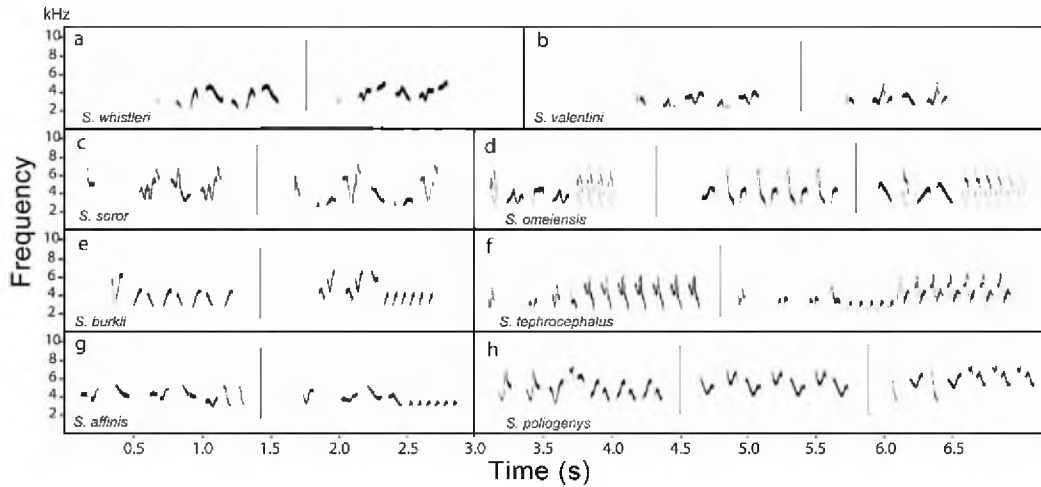 kHz
10
8
6
4
2
a
S. whistleri
b
S. valentini
10
8
6
4
2
c
S. soror
d
S. omeiensis
10
8
6
4
2
e
S. burkii
f
S. tephrocephalus
10
8
6
4
2
g
S. affinis
h
S. poliogenys
Frequency
0.5 1.0 1.5 2.0 2.5 3.0 3.5 4.0 4.5 5.0 5.5 6.0 6.5
Time (s)